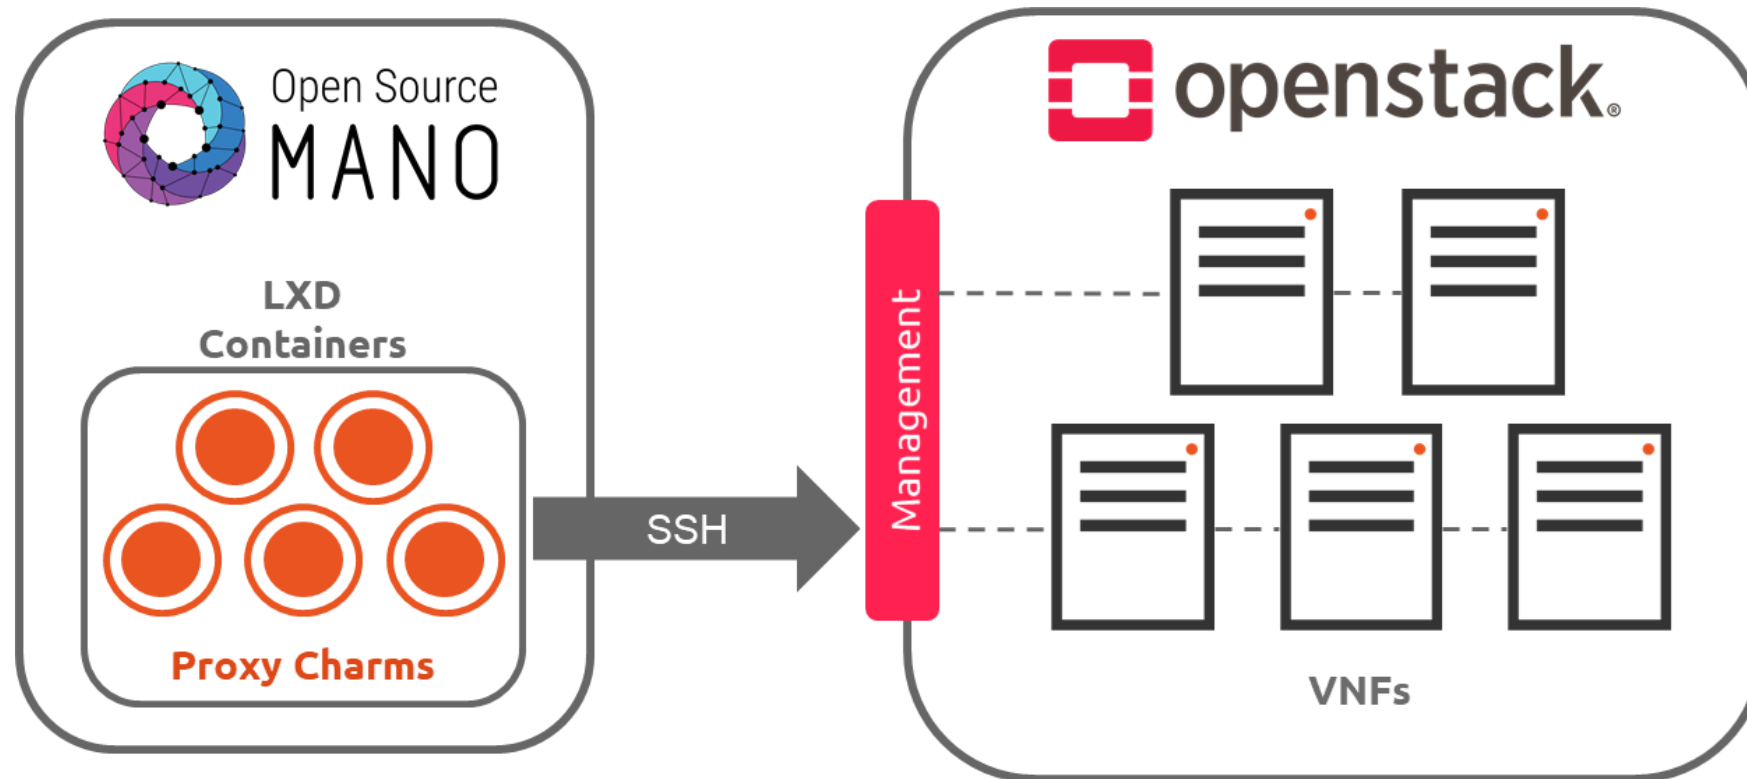 Open Source
MANO
LXD
Containers
Proxy Charms
SSH
Management
openstack®
VNFs